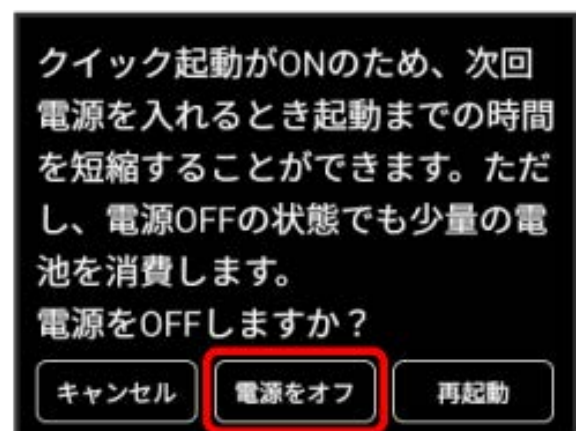 クイック起動がONのため、次回
電源を入れるとき起動までの時間
を短縮することができます。ただ
し、電源OFFの状態でも少量の電
池を消費します。
電源をOFFしますか？
キャンセル 電源をオフ 再起動